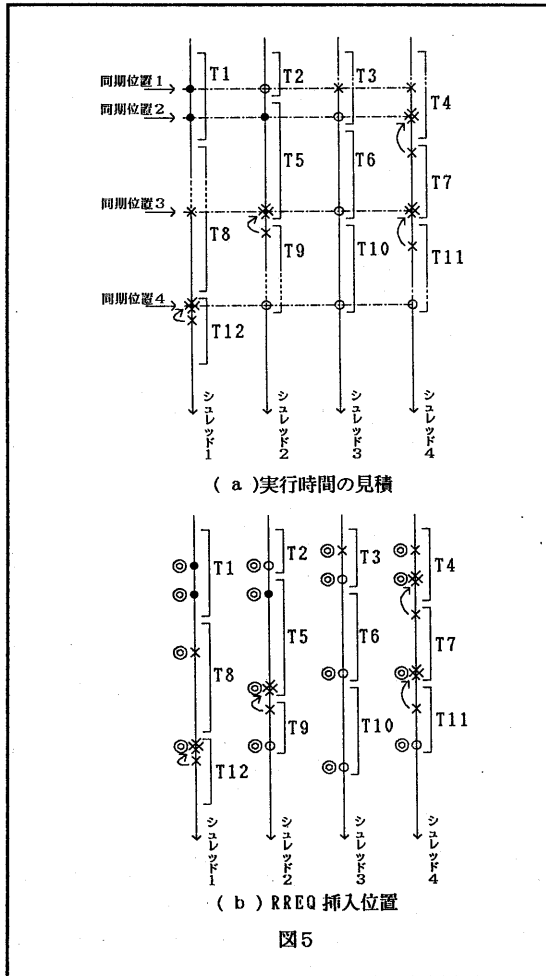 T1
T2
T3
同期位置1
同期位置2
T4
T5
T6
T7
同期位置3
T8
T9
T10
T11
同期位置4
T12
シュレッド1
シュレッド2
シュレッド3
シュレッド4
(a)実行時間の見積
T1
T2
T3
T4
T5
T6
T7
T8
T9
T10
T11
T12
シュレッド1
シュレッド2
シュレッド3
シュレッド4
(b)RREQ挿入位置
図5